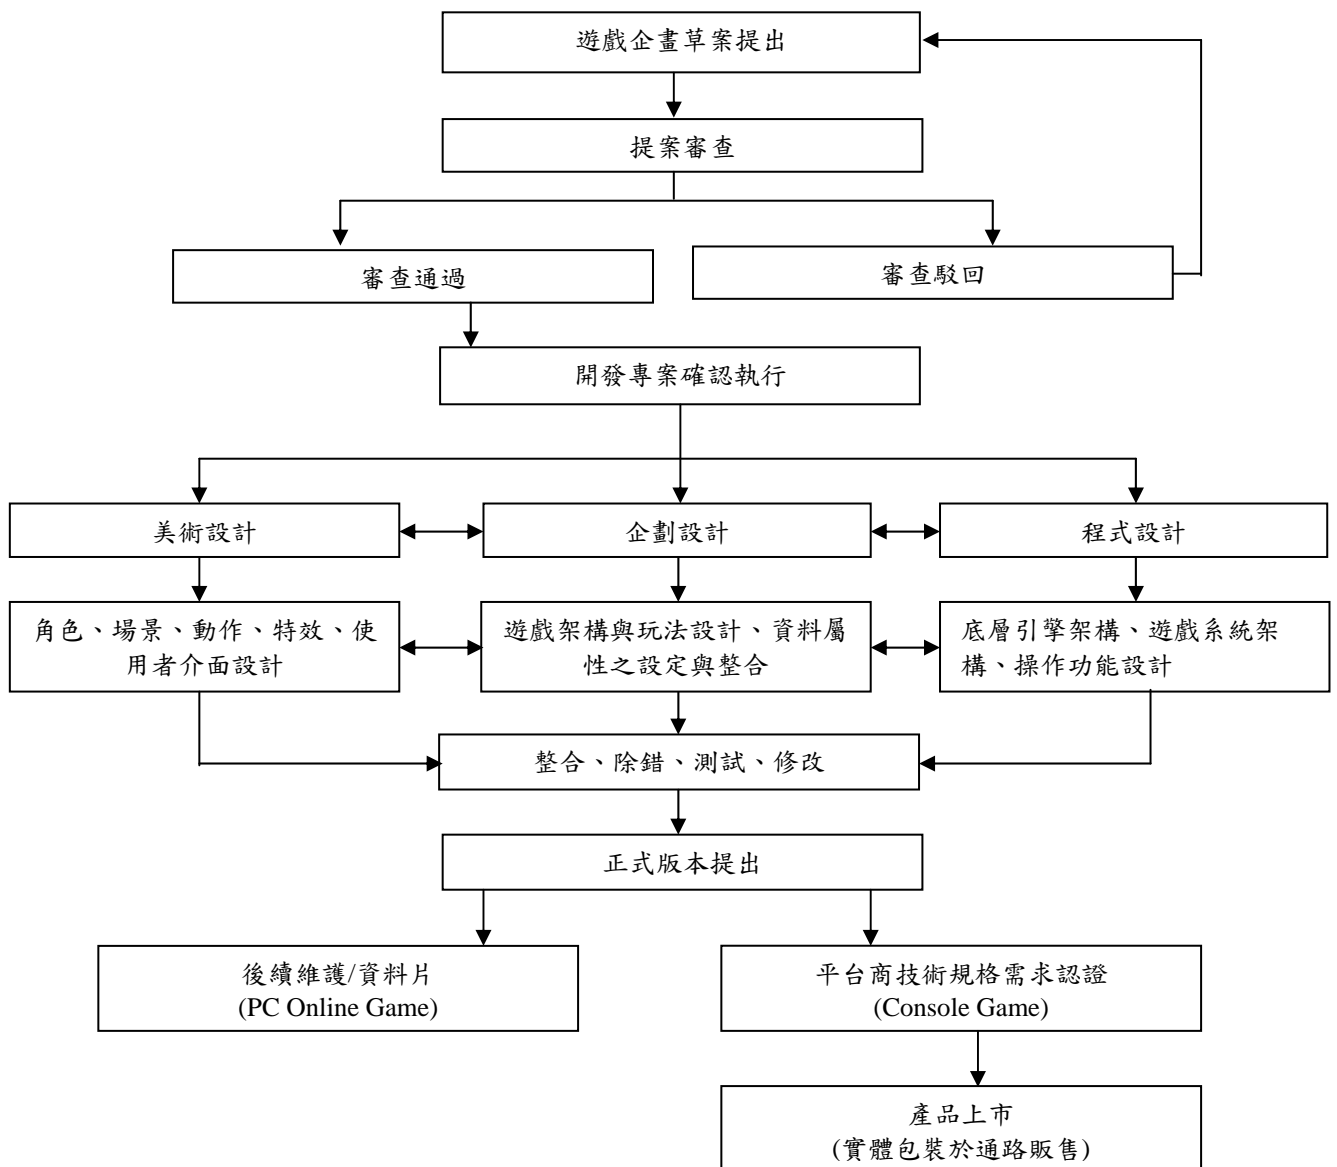 遊戲企畫草案提出
提案審查
審查通過
審查駁回
開發專案確認執行
美術設計
企劃設計
程式設計
角色、場景、動作、特效、使
用者介面設計
遊戲架構與玩法設計、資料屬
性之設定與整合
底層引擎架構、遊戲系統架
構、操作功能設計
整合、除錯、測試、修改
正式版本提出
後續維護/資料片
(PC Online Game)
平台商技術規格需求認證
(Console Game)
產品上市
(實體包裝於通路販售)